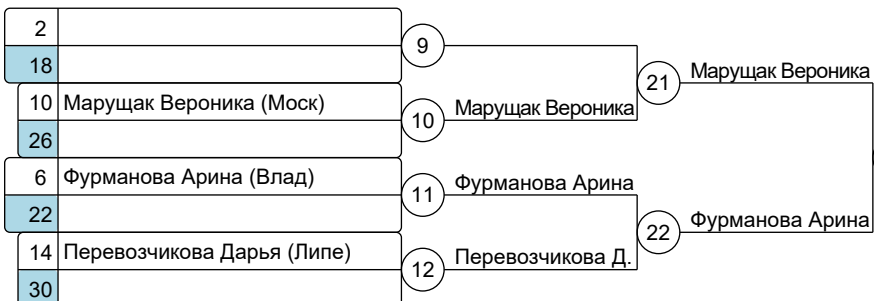 2
9
18
21 Марущак Вероника
10 Марущак Вероника (Моск)
10 Марущак Вероника
26
6 Фурманова Арина (Влад)
11 Фурманова Арина
22
22 Фурманова Арина
14 Перевозчикова Дарья (Липе)
12 Перевозчикова Д.
30